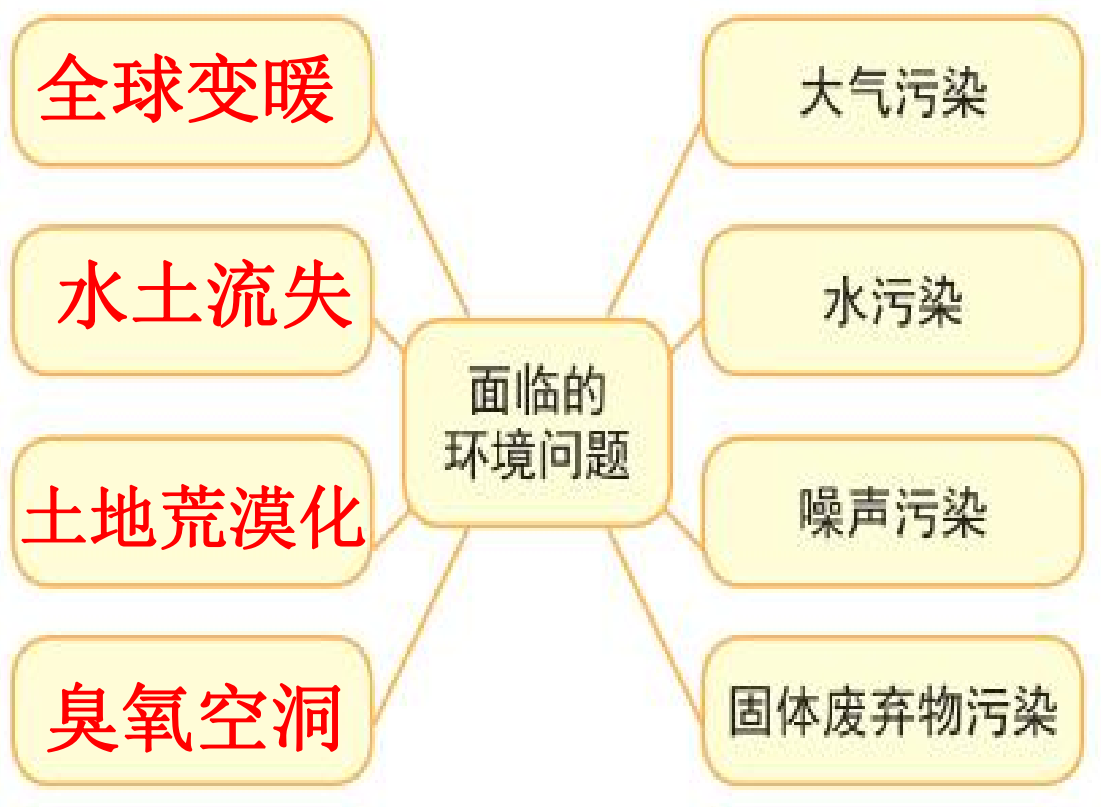 全球变暖
水土流失
土地荒漠化
臭氧空洞
面临的
环境问题
大气污染
水污染
噪声污染
固体废弃物污染